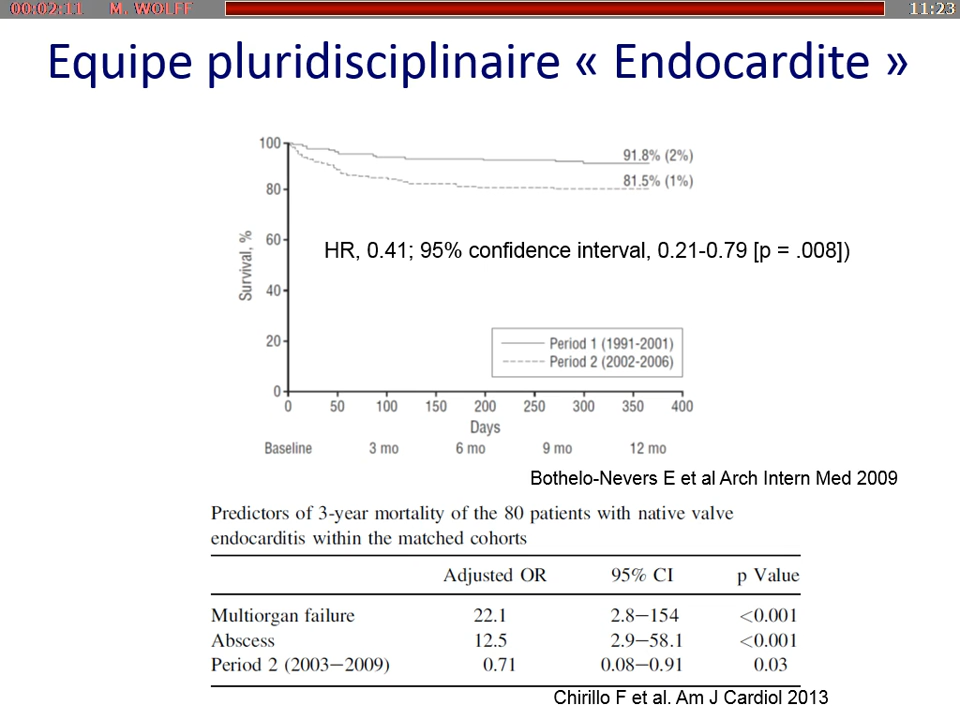 00:02:11 M. WOLFF 11:23
Equipe pluridisciplinaire « Endocardite »
100
80
60
40
20
0
Survival, %
91.8% (2%)
81.5% (1%)
HR, 0.41; 95% confidence interval, 0.21-0.79 [p = .008])
Period 1 (1991-2001)
Period 2 (2002-2006)
0 50 100 150 200 250 300 350 400
Days
Baseline 3 mo 6 mo 9 mo 12 mo
Bothelo-Nevers E et al Arch Intern Med 2009
Predictors of 3-year mortality of the 80 patients with native valve
endocarditis within the matched cohorts
Adjusted OR 95% CI p Value
Multiorgan failure 22.1 2.8–154 <0.001
Abscess 12.5 2.9–58.1 <0.001
Period 2 (2003–2009) 0.71 0.08–0.91 0.03
Chirillo F et al. Am J Cardiol 2013